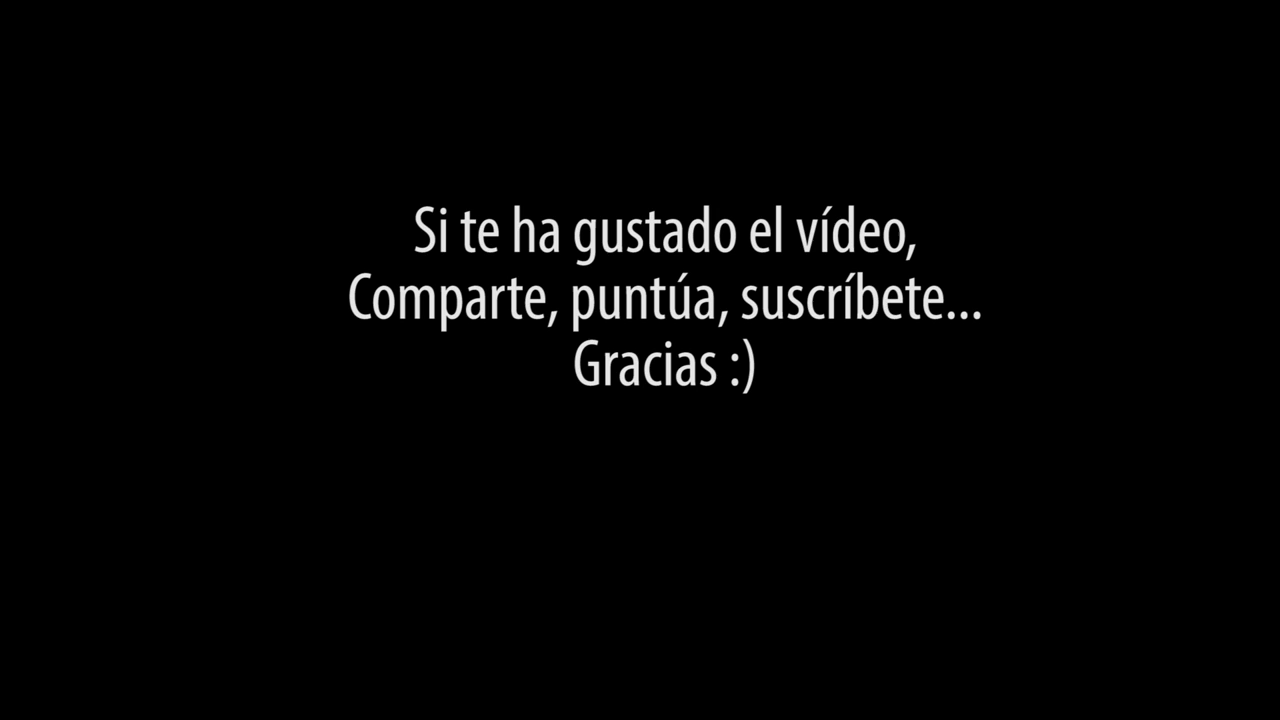 Si te ha gustado el vídeo,
Comparte, puntúa, suscríbete...
Gracias :)